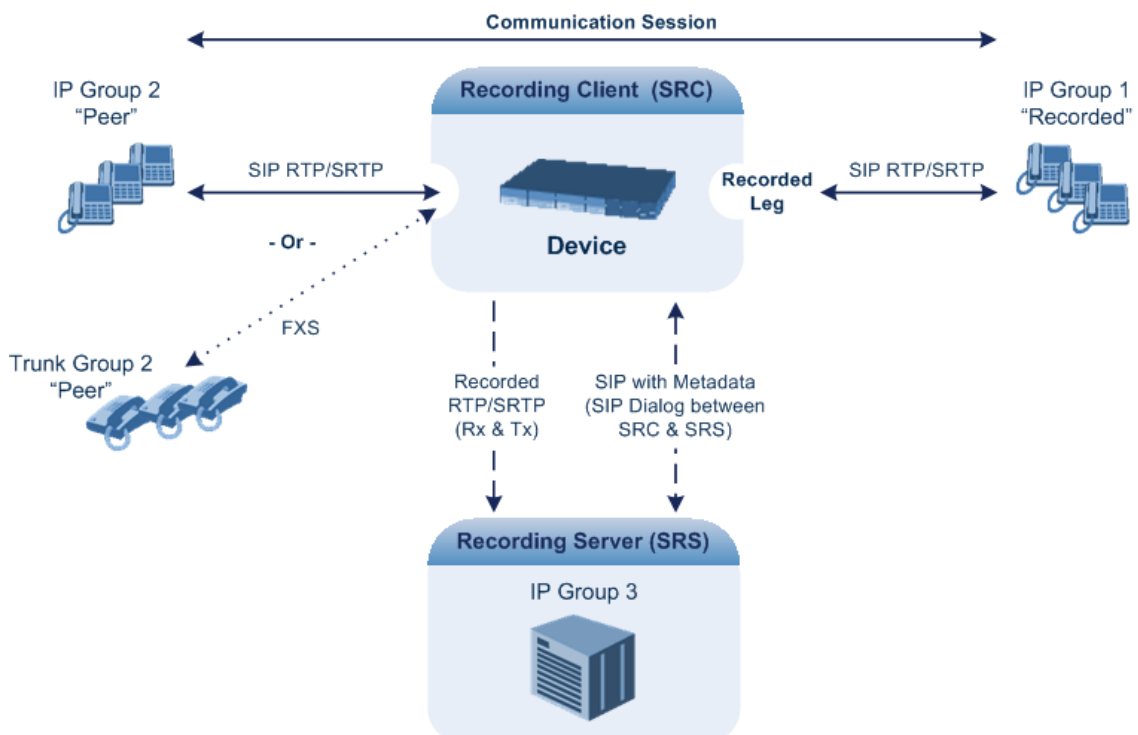 Communication Session
IP Group 2
“Peer”
Recording Client (SRC)
IP Group 1
“Recorded”
SIP RTP/SRTP
Recorded
Leg
SIP RTP/SRTP
Device
- Or -
FXS
Trunk Group 2
“Peer”
Recorded
RTP/SRTP
(Rx & Tx)
SIP with Metadata
(SIP Dialog between
SRC & SRS)
Recording Server (SRS)
IP Group 3